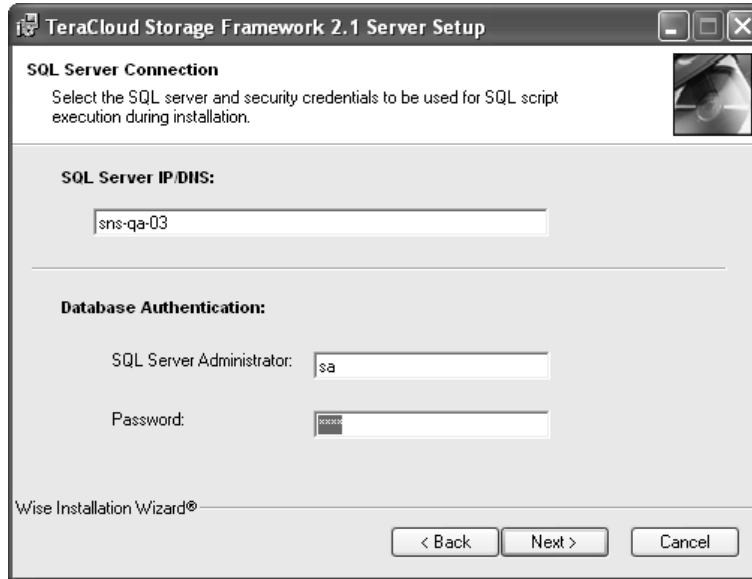 TeraCloud Storage Framework 2.1 Server Setup
SQL Server Connection
Select the SQL server and security credentials to be used for SQL script
execution during installation.
SQL Server IP/DNS:
sns-qa-03
Database Authentication:
SQL Server Administrator:
sa
Password:
××××
Wise Installation Wizard®
< Back
Next >
Cancel